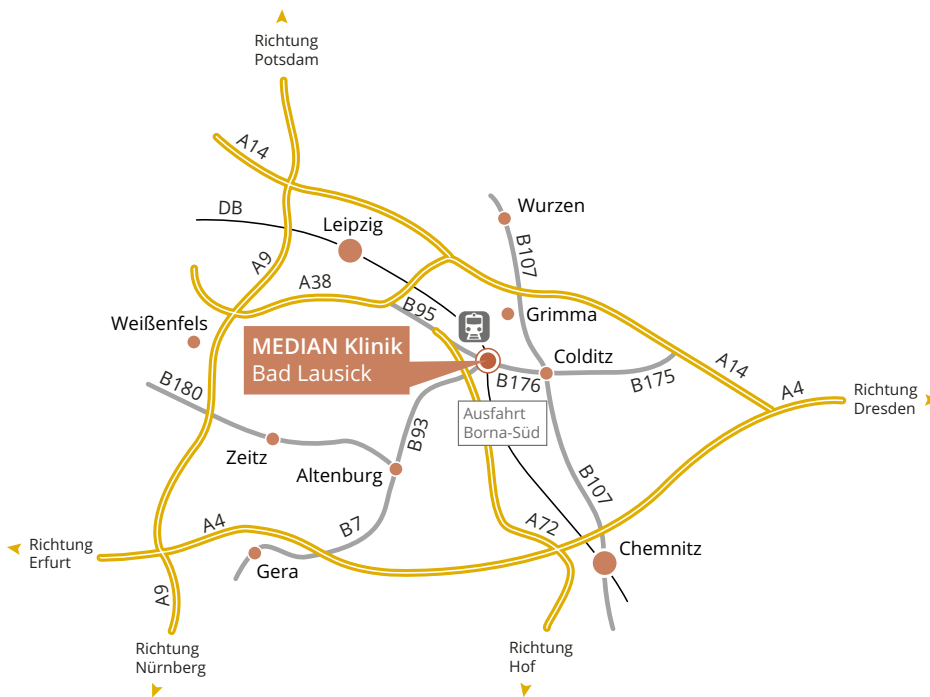 Richtung
Potsdam
A14
DB
Leipzig
Wurzen
B107
A9
A38
B95
Grimma
Weißenfels
MEDIAN Klinik
Bad Lausick
Colditz
B176
B175
A14
A4
Richtung
Dresden
B180
Ausfahrt
Borna-Süd
B93
Zeitz
Altenburg
B107
A4
B7
A72
Richtung
Erfurt
Gera
Chemnitz
A9
Richtung
Nürnberg
Richtung
Hof